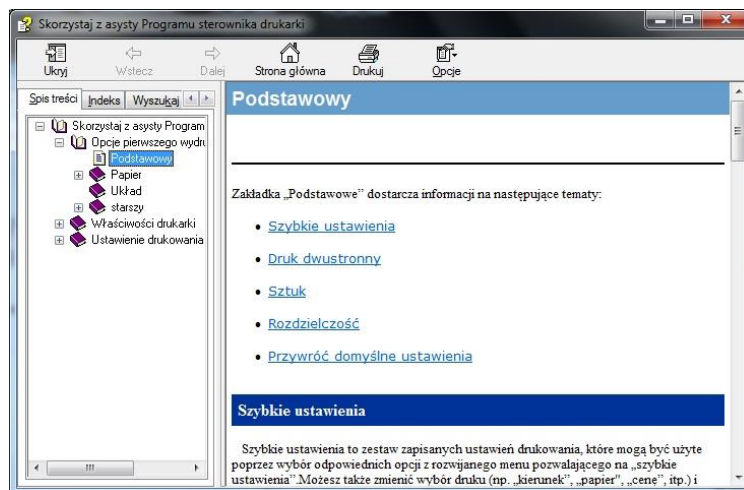 Skorzystaj z asysty Programu sterownika drukarki
Ukryj Wstecz Dalej Strona główna Drukuj Opcje
Spis treści Indeks Wyszukaj
Skorzystaj z asysty Program
Opcje pierwszego wydru
Podstawowy
Papier
Układ
starszy
Właściwości drukarki
Ustawienie drukowania
Podstawowy
Zakładka „Podstawowe” dostarcza informacji na następujące tematy:
• Szybkie ustawienia
• Druk dwustronny
• Sztuk
• Rozdzielczość
• Przywróć domyślne ustawienia
Szybkie ustawienia
Szybkie ustawienia to zestaw zapisanych ustawień drukowania, które mogą być użyte
poprzez wybór odpowiednich opcji z rozwijanego menu pozwalającego na „szybkie
ustawienia”.Możesz także zmienić wybór druku (np. „kierunek”, „papier”, „cenę”, itp.) i